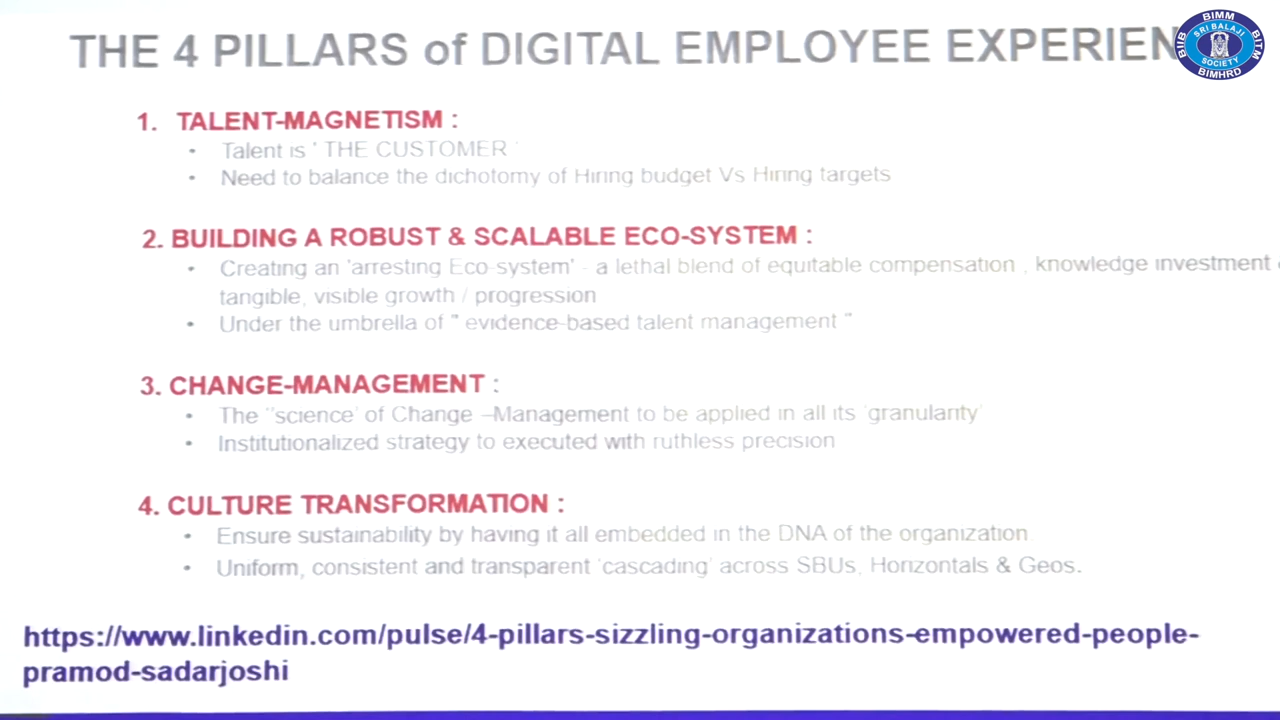 THE 4 PILLARS of DIGITAL EMPLOYEE EXPERIEN
BIMM
BIIB
SRI BALAJI
SOCIETY
BITM
BIMHRD
1. TALENT-MAGNETISM :
• Talent is ' THE CUSTOMER '
• Need to balance the dichotomy of Hiring budget Vs Hiring targets
2. BUILDING A ROBUST & SCALABLE ECO-SYSTEM :
• Creating an 'arresting Eco-system' - a lethal blend of equitable compensation , knowledge investment
tangible, visible growth / progression
• Under the umbrella of " evidence-based talent management "
3. CHANGE-MANAGEMENT :
• The ''science' of Change –Management to be applied in all its 'granularity'
• Institutionalized strategy to executed with ruthless precision
4. CULTURE TRANSFORMATION :
• Ensure sustainability by having it all embedded in the DNA of the organization
• Uniform, consistent and transparent 'cascading' across SBUs, Horizontals & Geos.
https://www.linkedin.com/pulse/4-pillars-sizzling-organizations-empowered-people-
pramod-sadarjoshi